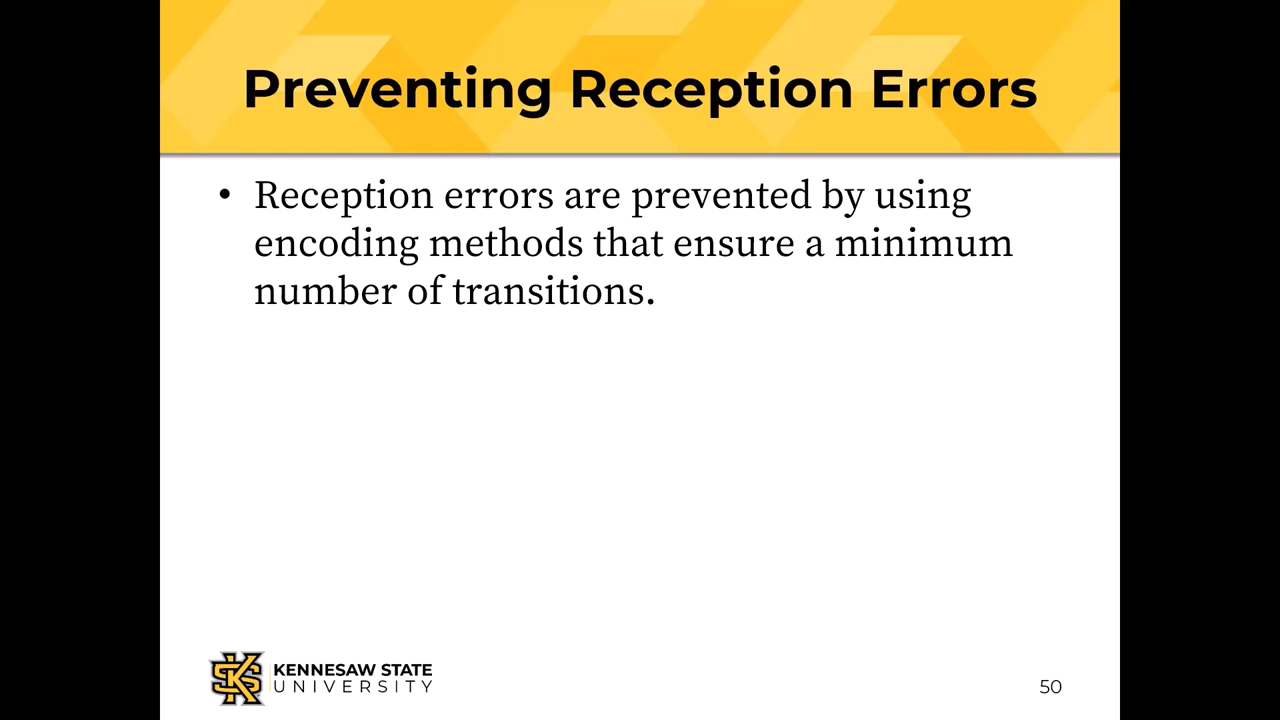 Preventing Reception Errors
• Reception errors are prevented by using
encoding methods that ensure a minimum
number of transitions.
KENNESAW STATE
UNIVERSITY
50